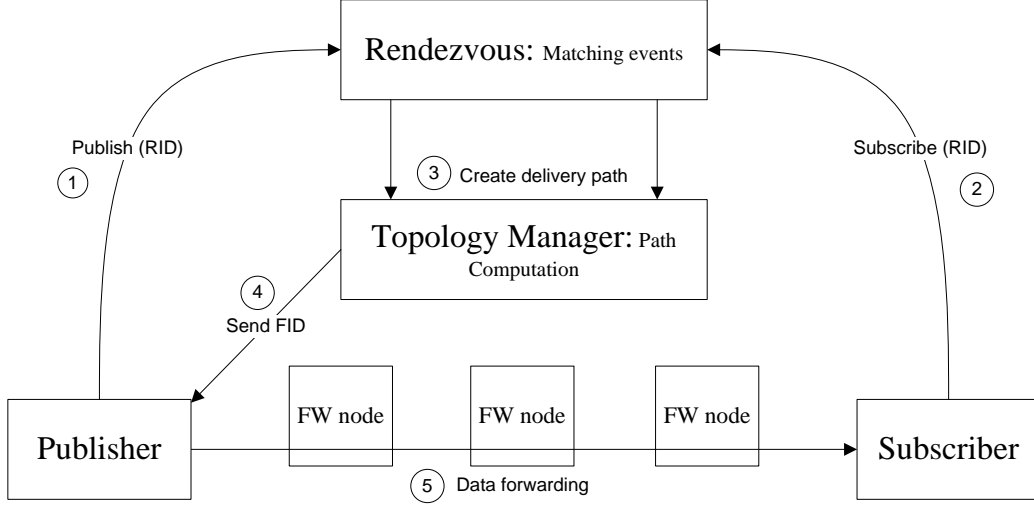 Rendezvous: Matching events
Publish (RID)
1
Subscribe (RID)
2
3 Create delivery path
Topology Manager: Path
Computation
4
Send FID
FW node
FW node
FW node
Publisher
Subscriber
5 Data forwarding